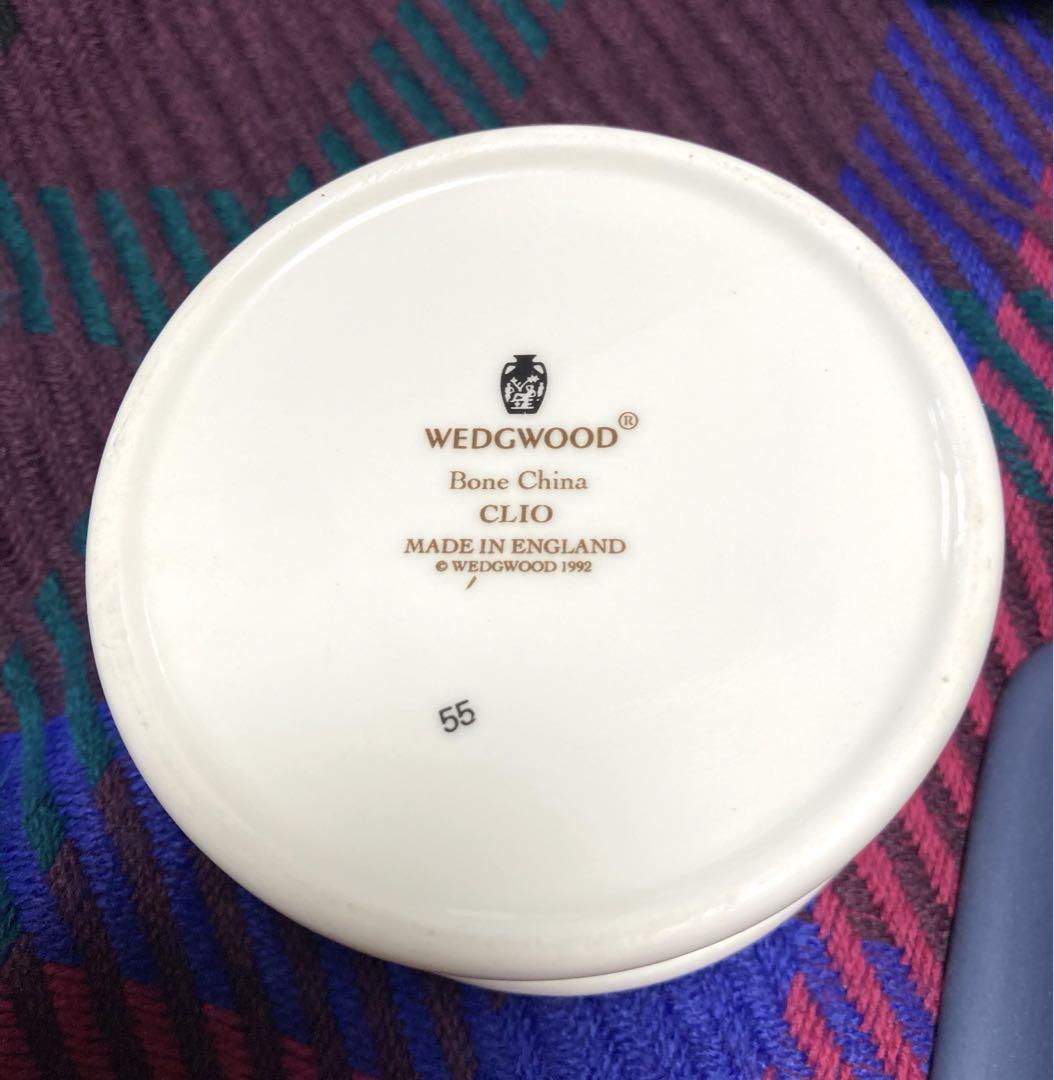 WEDGWOOD®
Bone China
CLIO
MADE IN ENGLAND
© WEDGWOOD 1992
55